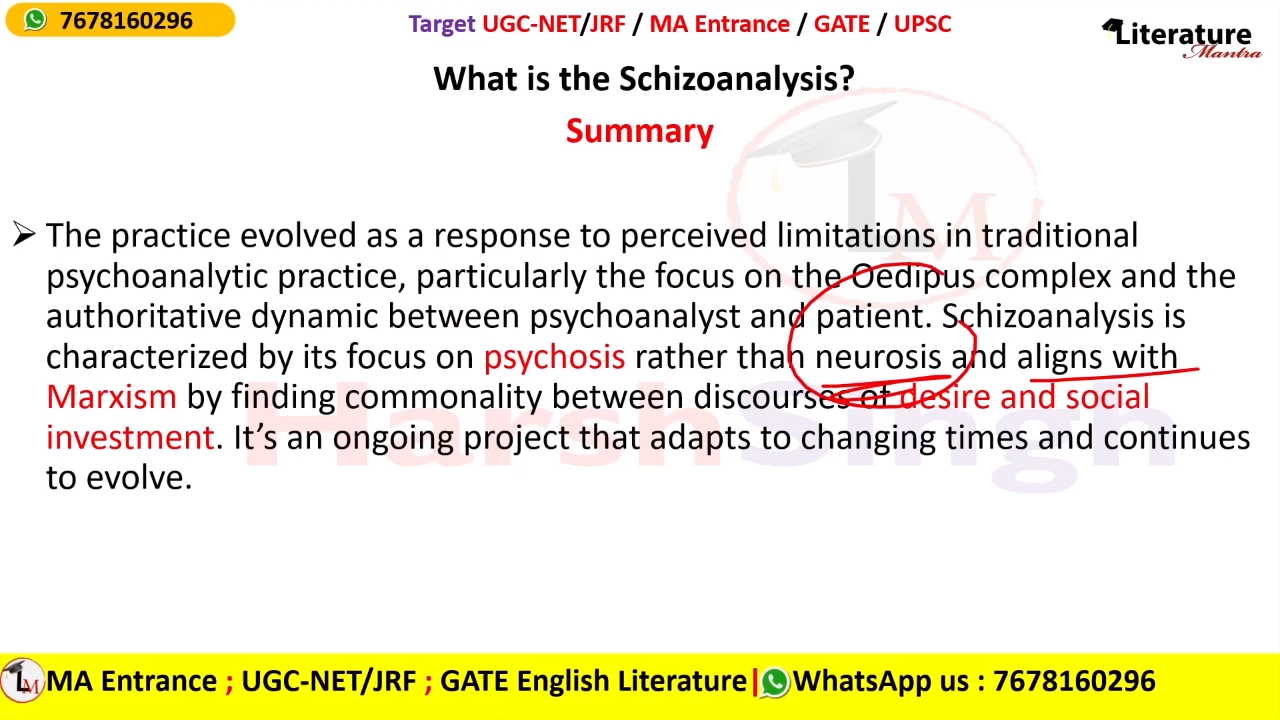 7678160296
Target UGC-NET/JRF / MA Entrance / GATE / UPSC
Literature
Mantra
What is the Schizoanalysis?
Summary
➢ The practice evolved as a response to perceived limitations in traditional
psychoanalytic practice, particularly the focus on the Oedipus complex and the
authoritative dynamic between psychoanalyst and patient. Schizoanalysis is
characterized by its focus on psychosis rather than neurosis and aligns with
Marxism by finding commonality between discourses of desire and social
investment. It’s an ongoing project that adapts to changing times and continues
to evolve.
LM
HarshSingh
LM MA Entrance ; UGC-NET/JRF ; GATE English Literature| WhatsApp us : 7678160296